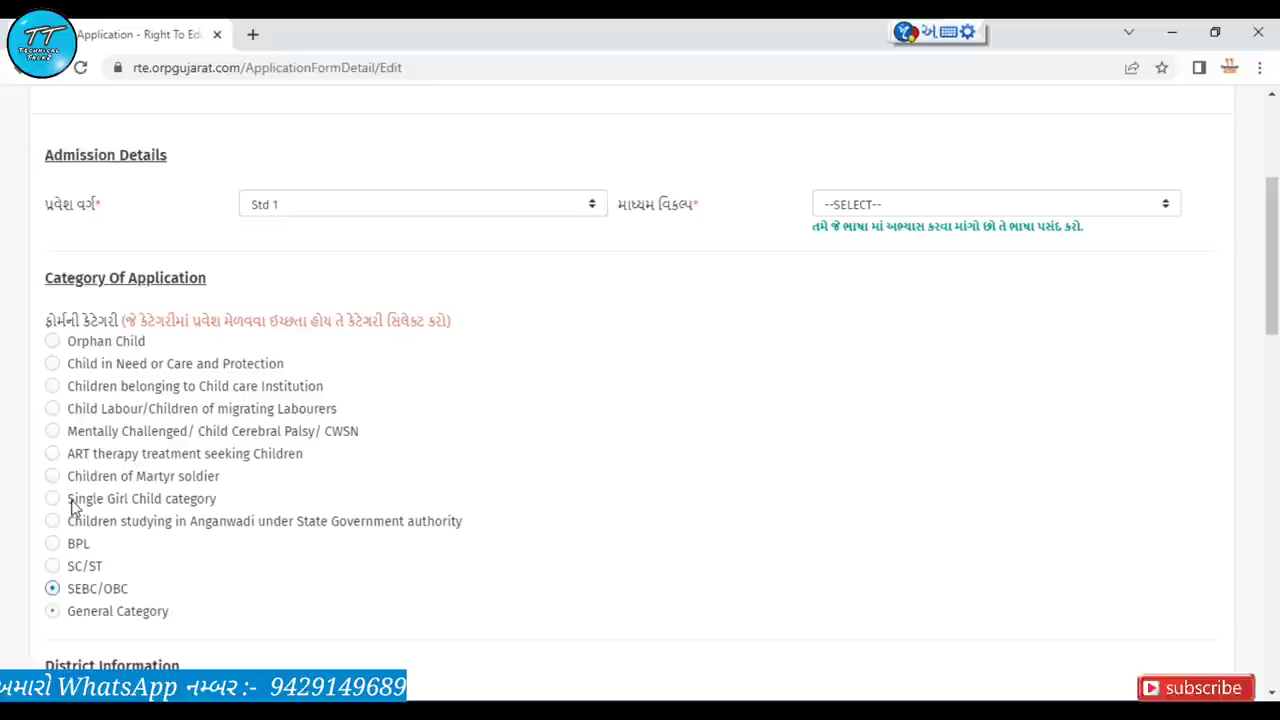 TT
TECHNICAL
TALKZ
Application - Right To Edu
અ
rte.orpgujarat.com/ApplicationFormDetail/Edit
Admission Details
પ્રવેશ વર્ગ*
Std 1
માધ્યમ વિકલ્પ*
--SELECT--
તમે જે ભાષા માં અભ્યાસ કરવા માંગો છો તે ભાષા પસંદ કરો.
Category Of Application
ફોર્મની કેટેગરી (જે કેટેગરીમાં પ્રવેશ મેળવવા ઈચ્છતા હોય તે કેટેગરી સિલેક્ટ કરો)
Orphan Child
Child in Need or Care and Protection
Children belonging to Child care Institution
Child Labour/Children of migrating Labourers
Mentally Challenged/ Child Cerebral Palsy/ CWSN
ART therapy treatment seeking Children
Children of Martyr soldier
Single Girl Child category
Children studying in Anganwadi under State Government authority
BPL
SC/ST
SEBC/OBC
General Category
District Information
અમારો WhatsApp નમ્બર :- 9429149689
subscribe